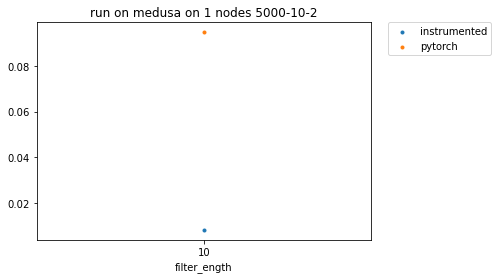 run on medusa on 1 nodes 5000-10-2
instrumented
pytorch
0.08
0.06
0.04
0.02
10
filter_ength